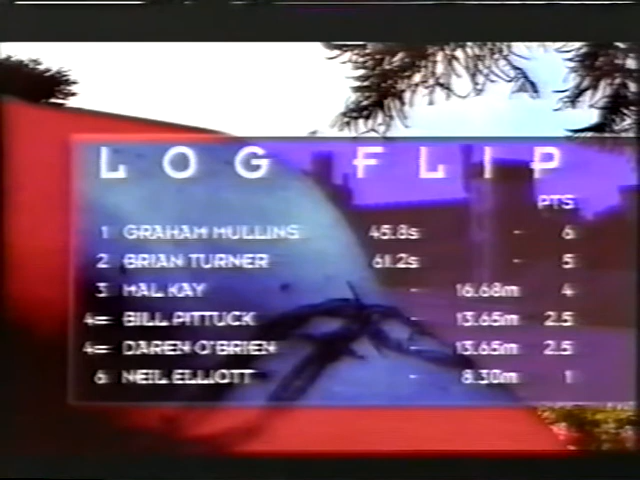 LOG FLIP
PTS
1 GRAHAM MULLINS 45.8s - 6
2 BRIAN TURNER 61.2s - 5
3 MAL KAY - 16.68m 4
4= BILL PITTUCK - 13.65m 2.5
4= DAREN O'BRIEN - 13.65m 2.5
6 NEIL ELLIOTT - 8.30m 1